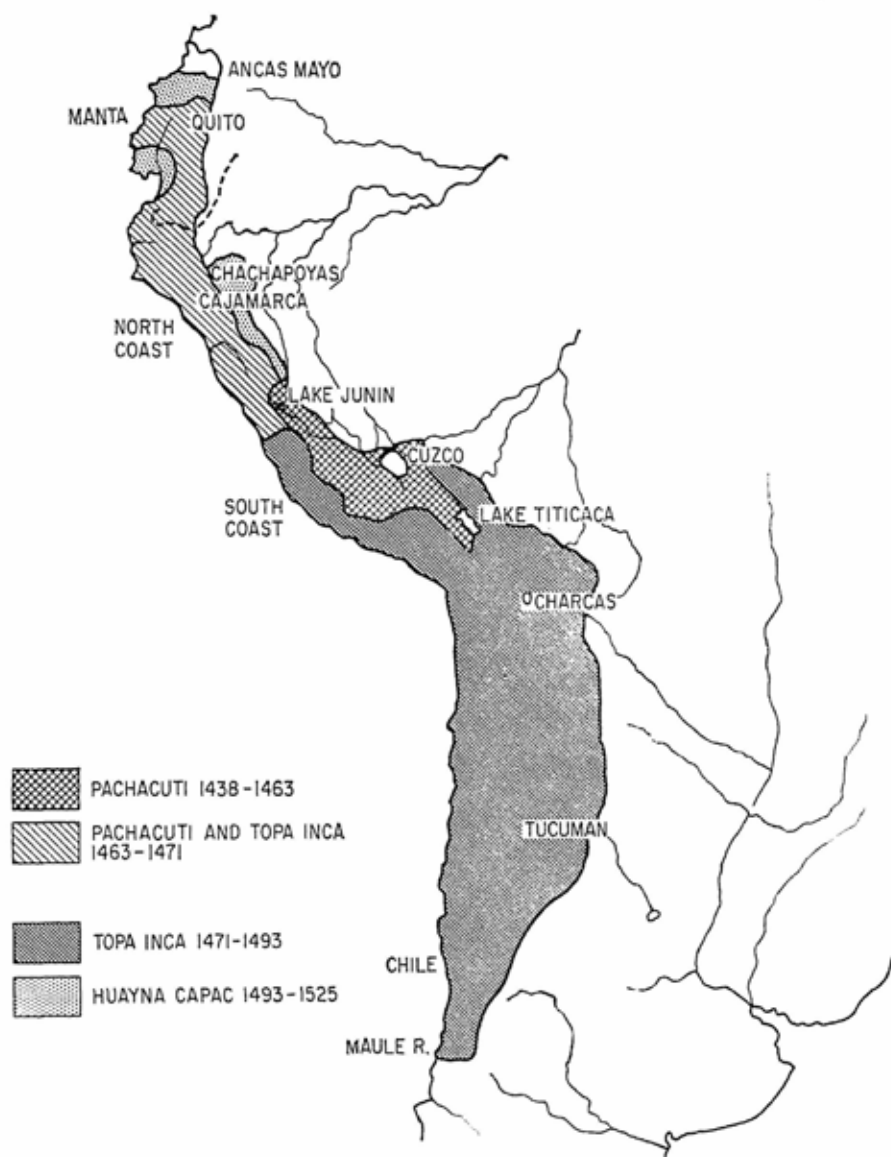 ANCAS MAYO
MANTA
QUITO
CHACHAPOYAS
CAJAMARCA
NORTH
COAST
LAKE JUNIN
CUZCO
SOUTH
COAST
LAKE TITICACA
CHARCAS
PACHACUTI 1438-1463
PACHACUTI AND TOPA INCA
1463-1471
TUCUMAN
TOPA INCA 1471-1493
CHILE
HUAYNA CAPAC 1493-1525
MAULE R.